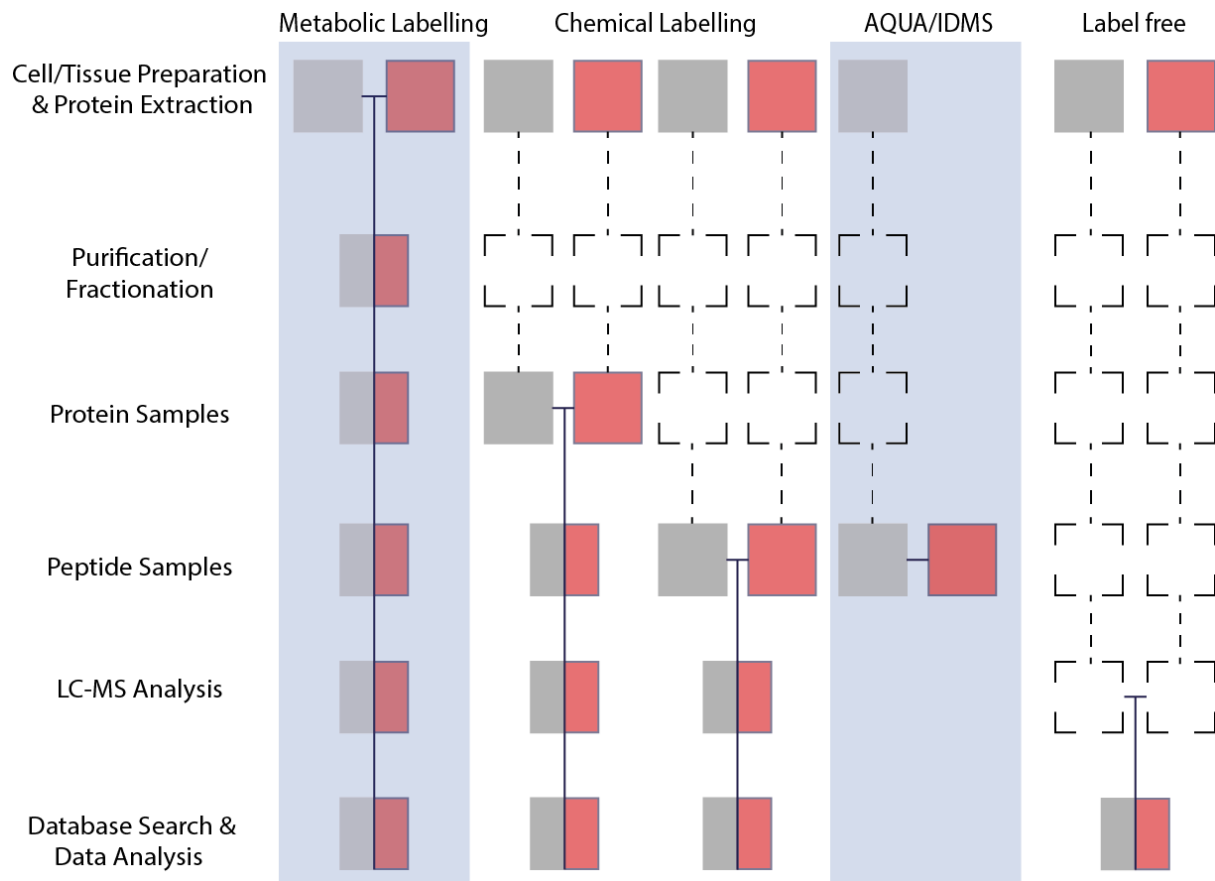 Metabolic Labelling
Chemical Labelling
AQUA/IDMS
Label free
Cell/Tissue Preparation
& Protein Extraction
Purification/
Fractionation
Protein Samples
Peptide Samples
LC-MS Analysis
Database Search &
Data Analysis